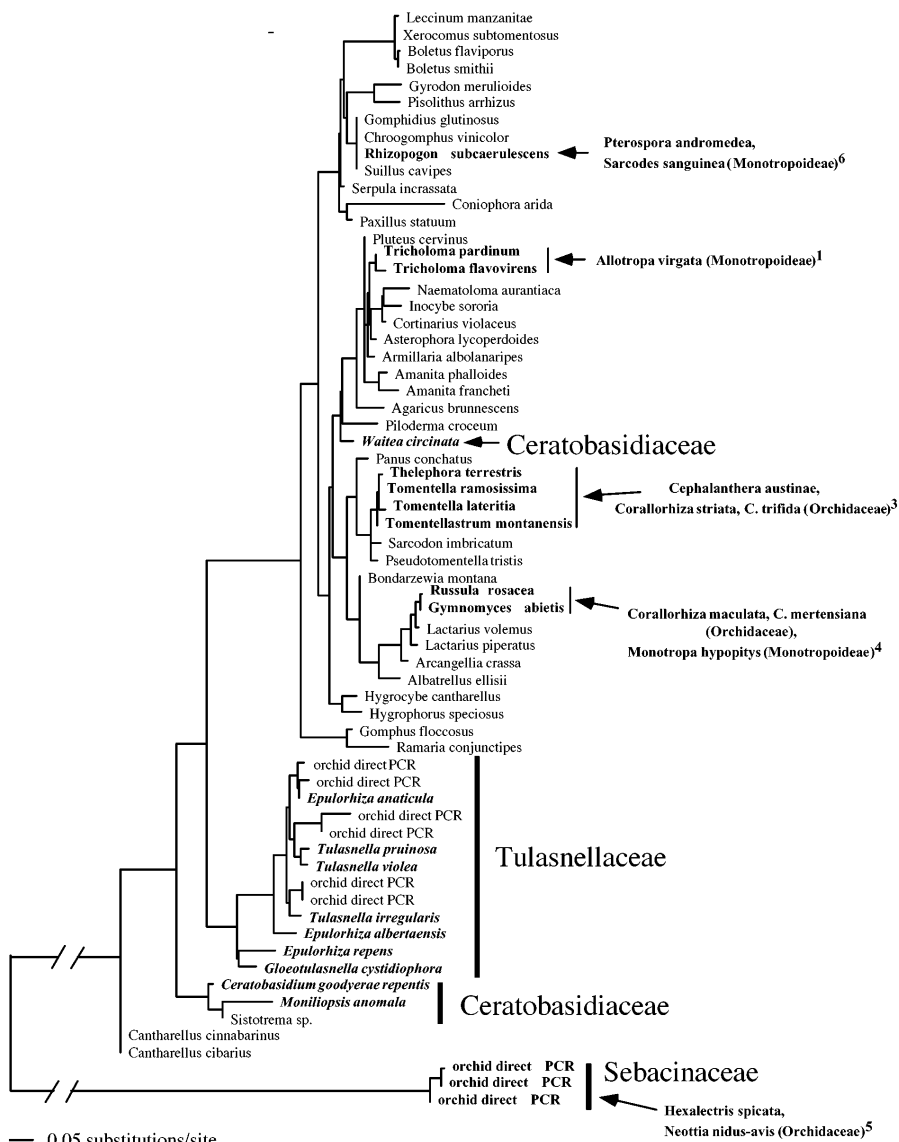 Leccinum manzanitae
Xerocomus subtomentosus
Boletus flaviporus
Boletus smithii
Gyrodon merulioides
Pisolithus arrhizus
Gomphidius glutinosus
Chroogomphus vinicolor
Rhizopogon subcaerulescens
Suillus cavipes
Pterospora andromedea,
Sarcodes sanguinea (Monotropoideae)6
Serpula incrassata
Coniophora arida
Paxillus statuum
Pluteus cervinus
Tricholoma pardinum
Tricholoma flavovirens
Allotropa virgata (Monotropoideae)1
Naematoloma aurantiaca
Inocybe sororia
Cortinarius violaceus
Asterophora lycoperdoides
Armillaria albolanaripes
Amanita phalloides
Amanita francheti
Agaricus brunnescens
Piloderma croceum
Waitea circinata
Ceratobasidiaceae
Panus conchatus
Thelephora terrestris
Tomentella ramosissima
Tomentella lateritia
Tomentellastrum montanensis
Cephalanthera austinae,
Corallorhiza striata, C. trifida (Orchidaceae)3
Sarcodon imbricatum
Pseudotomentella tristis
Bondarzewia montana
Russula rosacea
Gymnomyces abietis
Corallorhiza maculata, C. mertensiana
(Orchidaceae),
Monotropa hypopitys (Monotropoideae)4
Lactarius volemus
Lactarius piperatus
Arcangellia crassa
Albatrellus ellisii
Hygrocybe cantharellus
Hygrophorus speciosus
Gomphus floccosus
Ramaria conjunctipes
orchid direct PCR
orchid direct PCR
Epulorhiza anaticula
orchid direct PCR
orchid direct PCR
Tulasnella pruinosa
Tulasnella violea
orchid direct PCR
orchid direct PCR
Tulasnella irregularis
Epulorhiza albertaensis
Epulorhiza repens
Gloeotulasnella cystidiophora
Tulasnellaceae
Ceratobasidium goodyerae repentis
Moniliopsis anomala
Sistotrema sp.
Ceratobasidiaceae
Cantharellus cinnabarinus
Cantharellus cibarius
orchid direct PCR
orchid direct PCR
orchid direct PCR
Sebacinaceae
Hexalectris spicata,
Neottia nidus-avis (Orchidaceae)5
0.05 substitutions/site